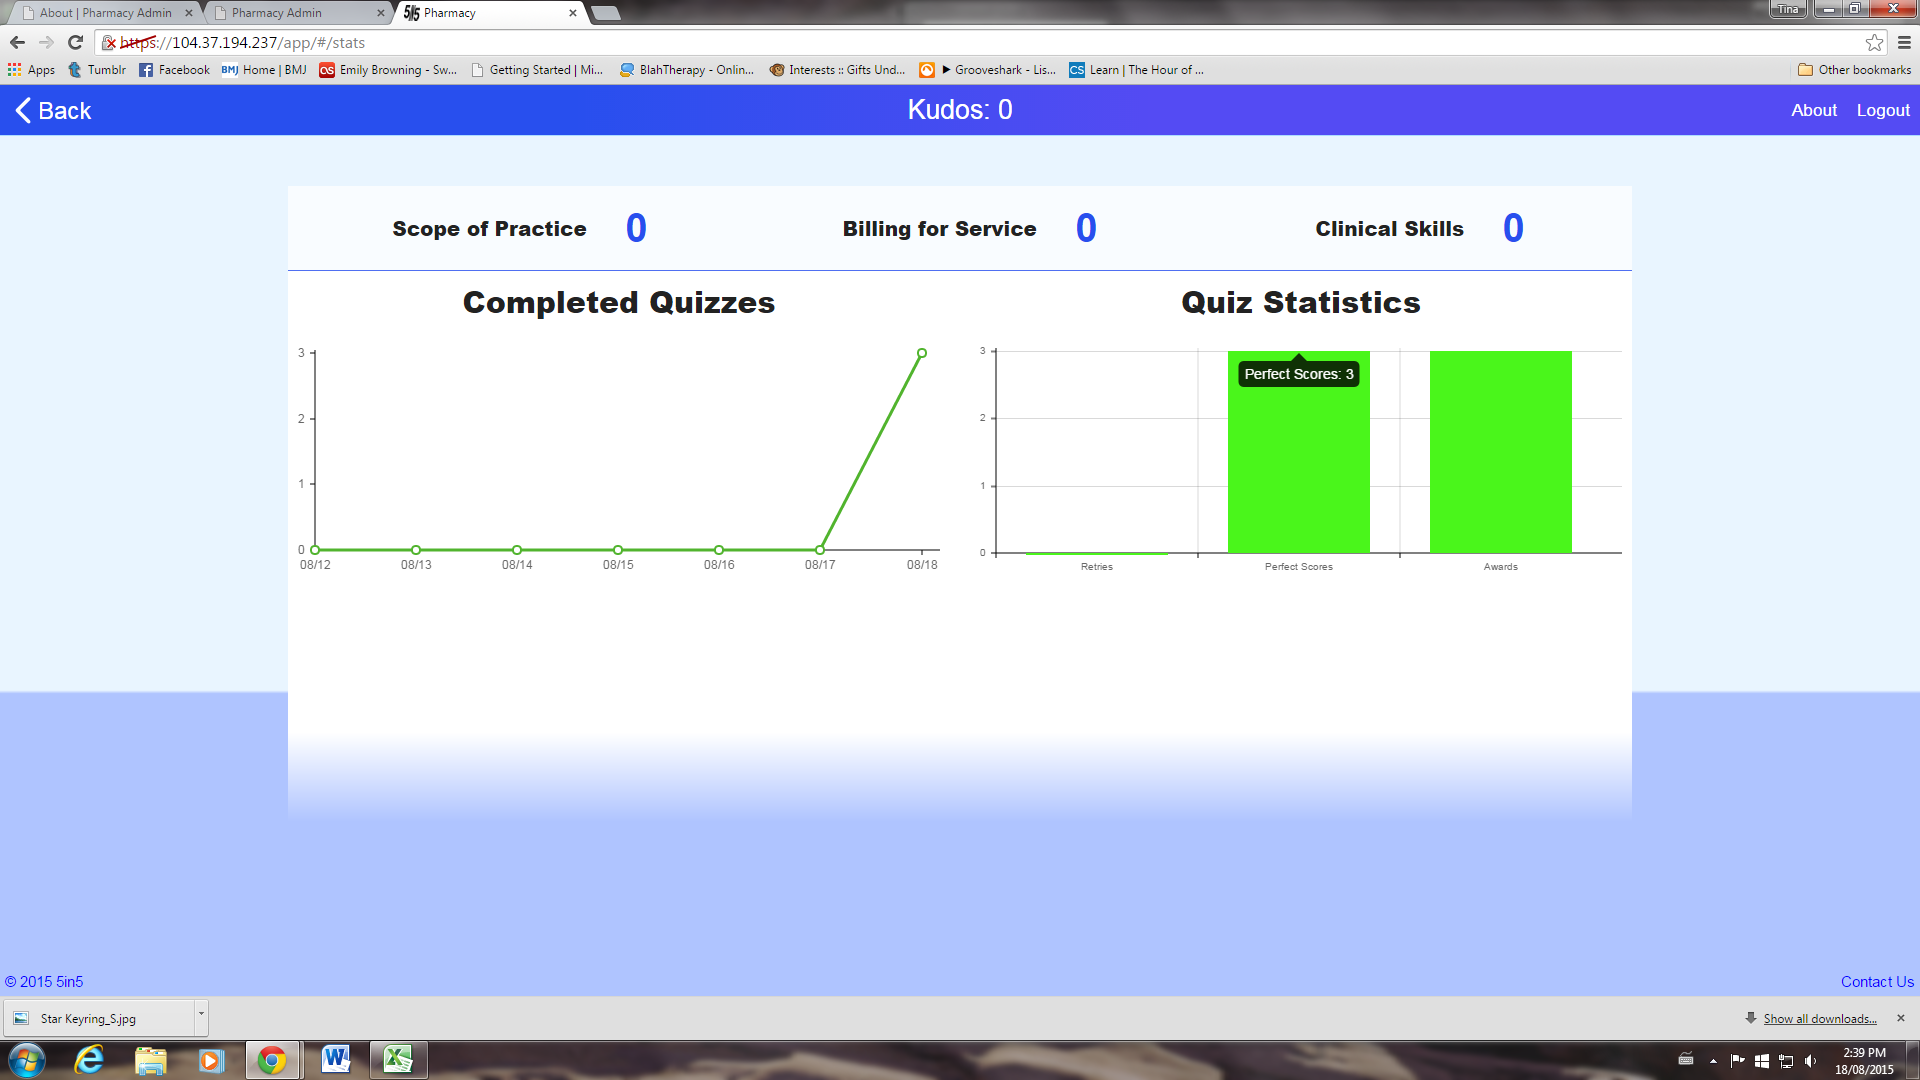 About | Pharmacy Admin
Pharmacy Admin
5in5 Pharmacy
Tina
https://104.37.194.237/app/#/stats
Apps
Tumblr
Facebook
BMJ Home | BMJ
Emily Browning - Sw...
Getting Started | Mi...
BlahTherapy - Onlin...
Interests :: Gifts Und...
Grooveshark - Lis...
CS Learn | The Hour of ...
Other bookmarks
Back
Kudos: 0
About
Logout
Scope of Practice 0
Billing for Service 0
Clinical Skills 0
Completed Quizzes
3
2
1
0
08/12 08/13 08/14 08/15 08/16 08/17 08/18
Quiz Statistics
3
2
1
0
Perfect Scores: 3
Retries Perfect Scores Awards
© 2015 5in5
Contact Us
Star Keyring_S.jpg
Show all downloads...
2:39 PM
18/08/2015